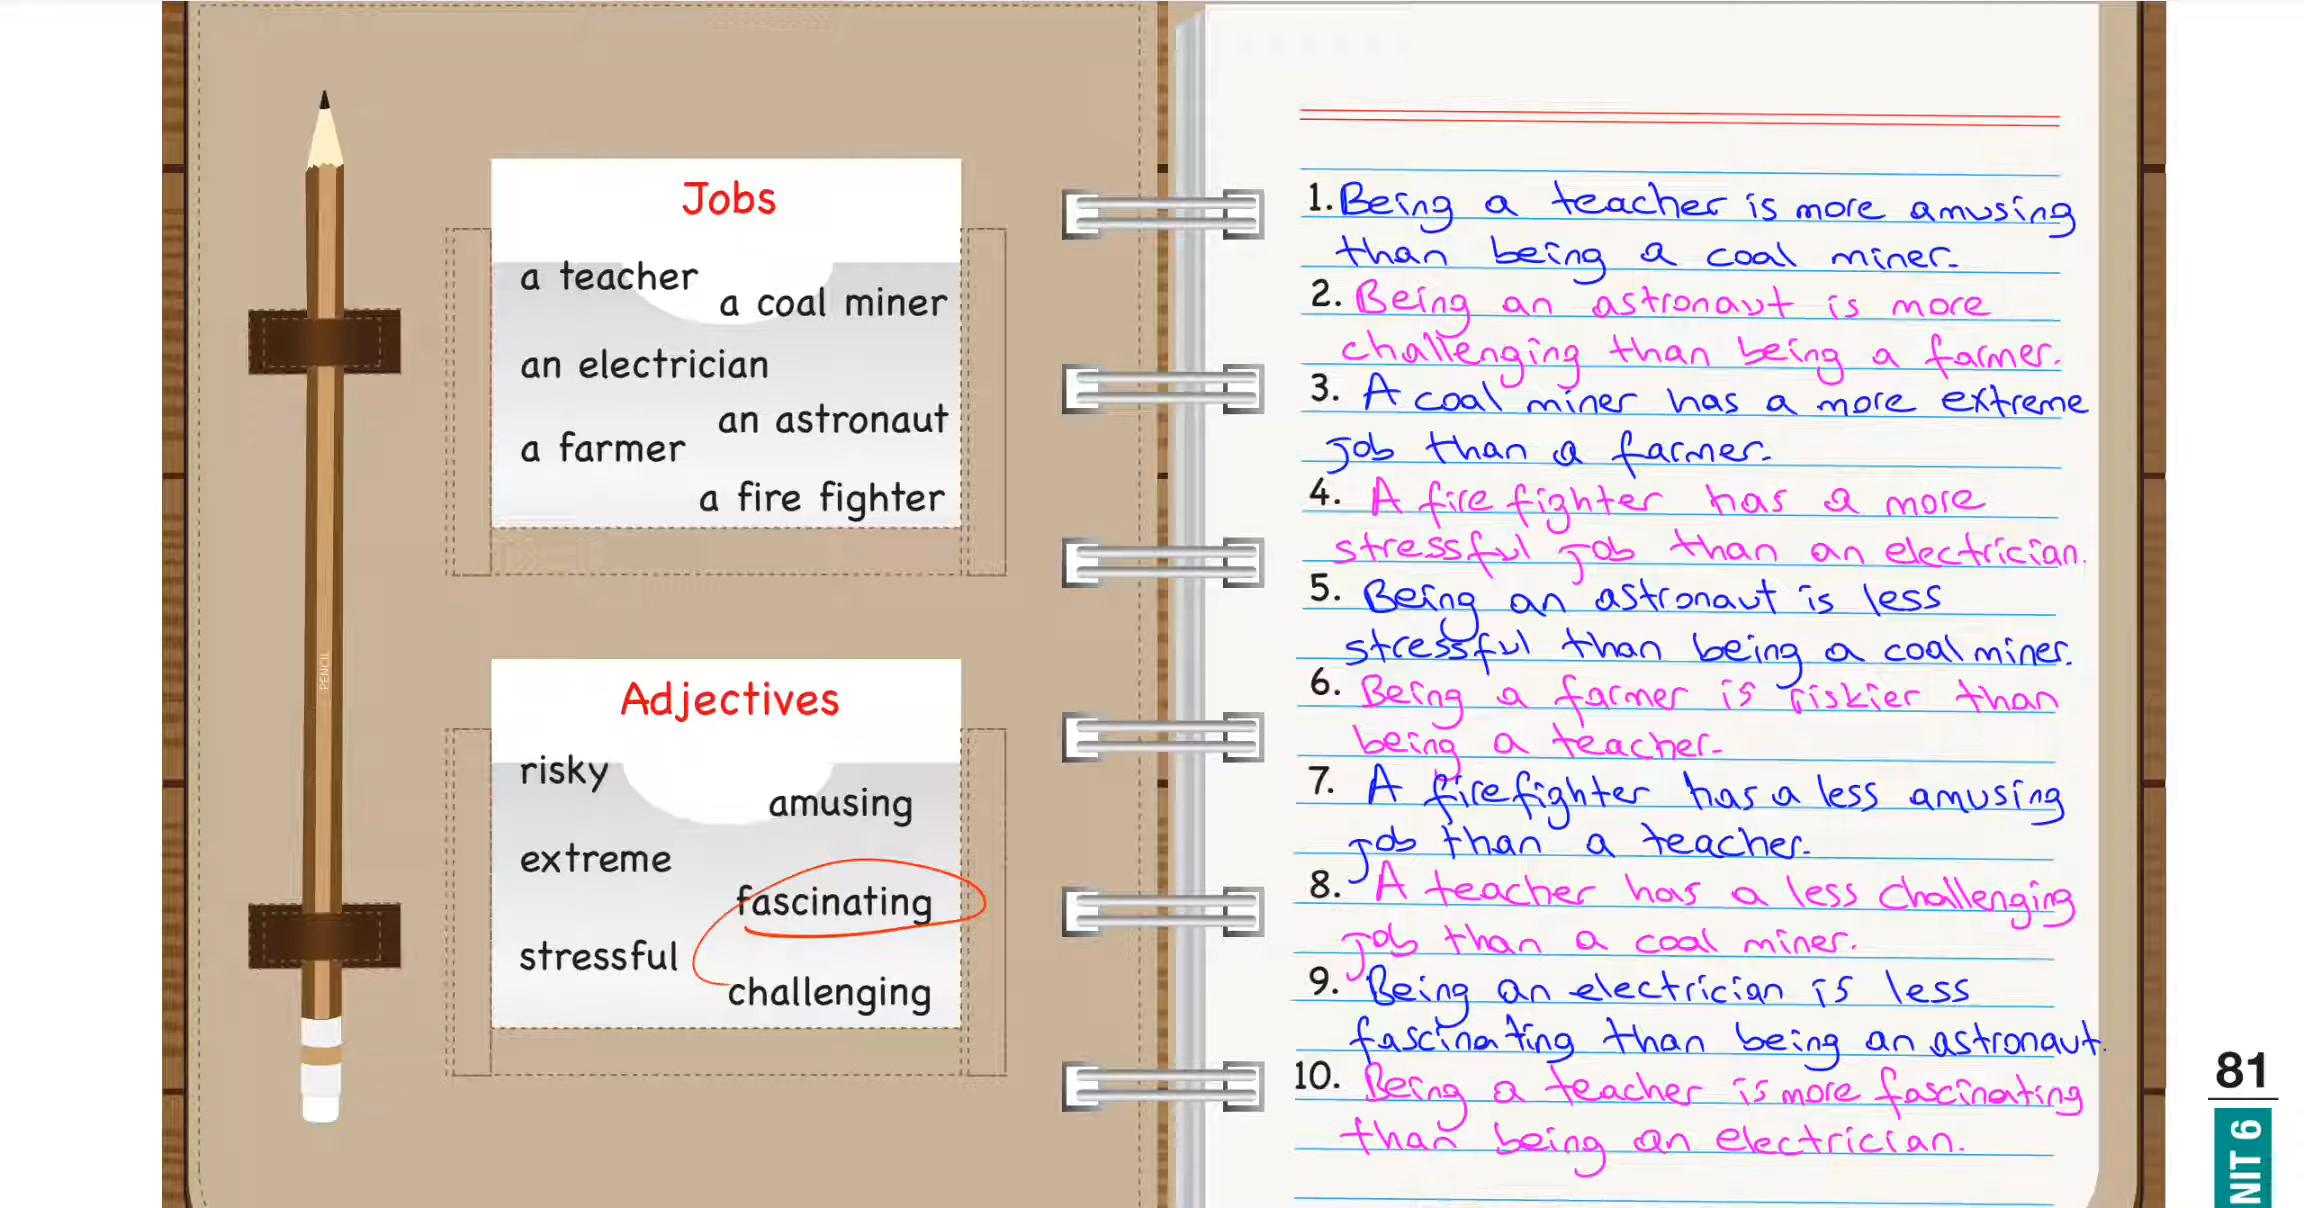 Jobs
a teacher
a coal miner
an electrician
an astronaut
a farmer
a fire fighter
Adjectives
risky
amusing
extreme
fascinating
stressful
challenging
PENCIL
1. Being a teacher is more amusing
than being a coal miner.
2. Being an astronaut is more
challenging than being a farmer.
3. A coal miner has a more extreme
job than a farmer.
4. A fire fighter has a more
stressful job than an electrician.
5. Being an astronaut is less
stressful than being a coal miner.
6. Being a farmer is riskier than
being a teacher.
7. A firefighter has a less amusing
job than a teacher.
8. A teacher has a less challenging
job than a coal miner.
9. Being an electrician is less
fascinating than being an astronaut.
10. Being a teacher is more fascinating
than being an electrician.
81
NIT 6